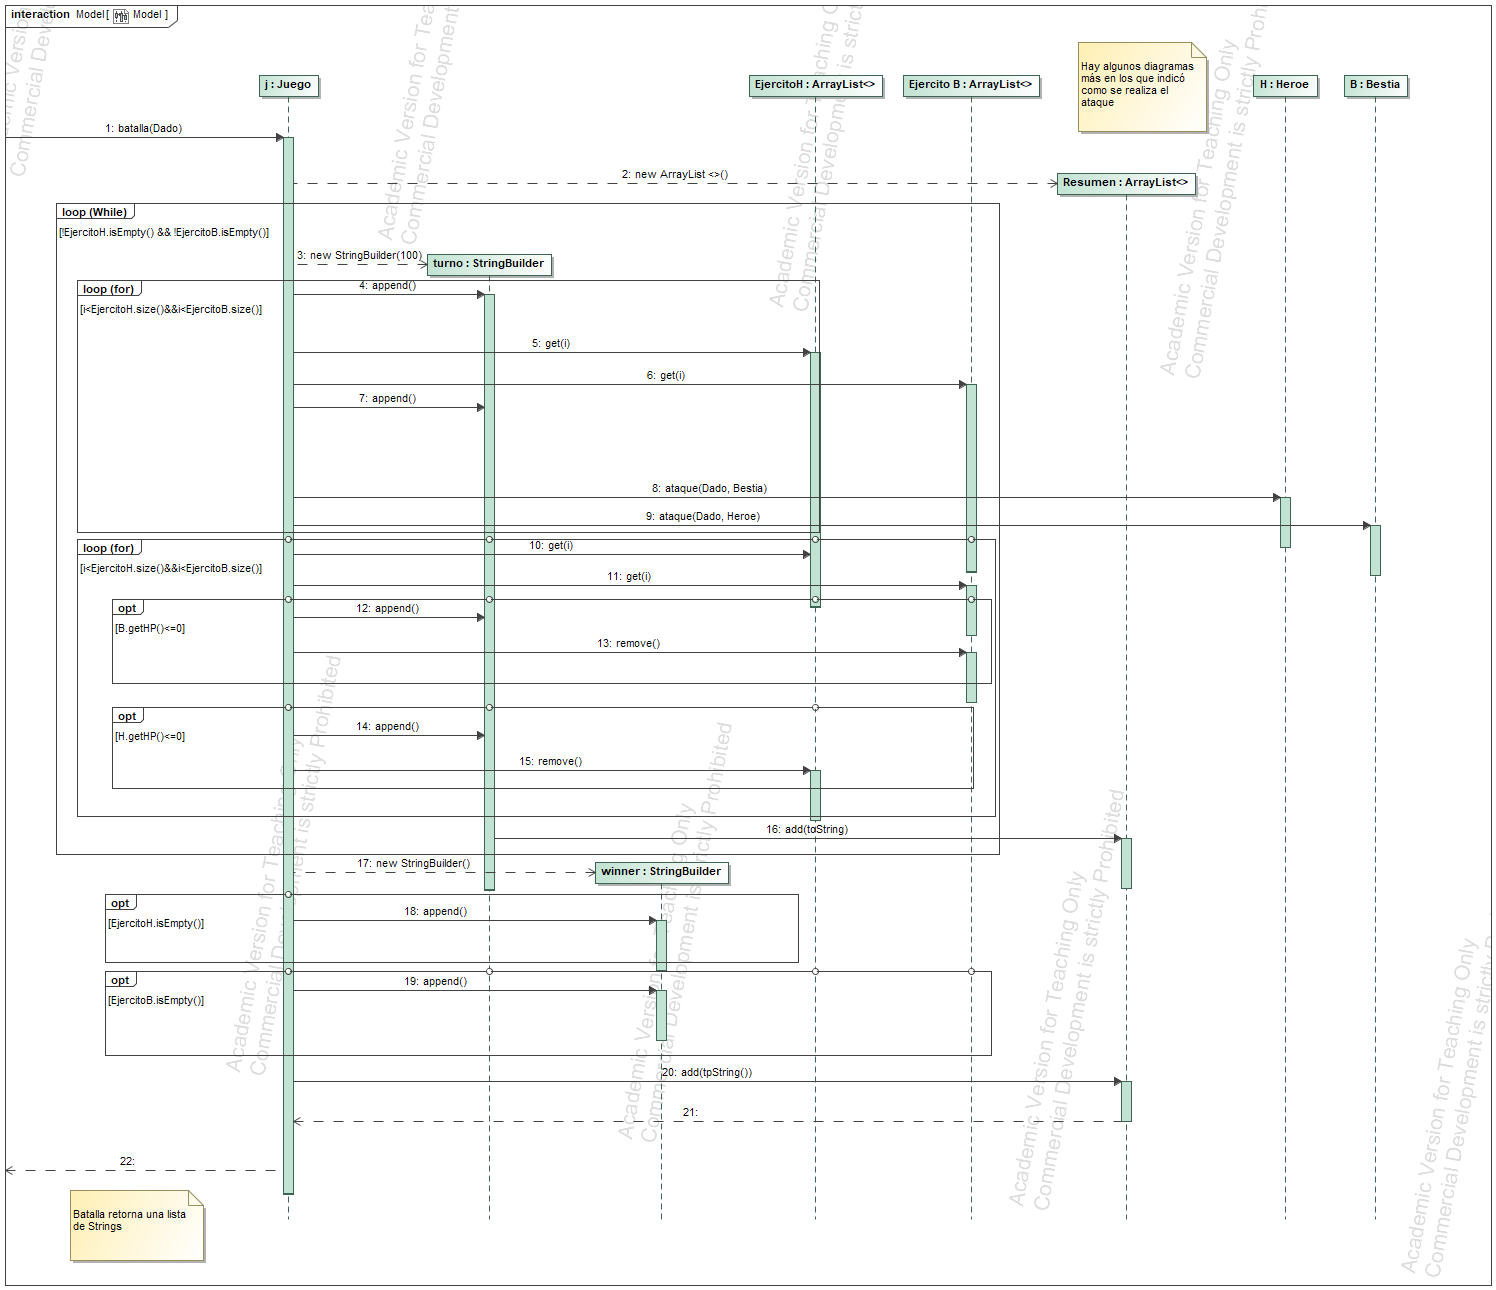 interaction Model[ Model ]
Hay algunos diagramas
más en los que indicó
como se realiza el
ataque
j : Juego
EjercitoH : ArrayList<>
Ejercito B : ArrayList<>
H : Heroe
B : Bestia
1: batalla(Dado)
2: new ArrayList <>()
Resumen : ArrayList<>
loop (While)
[!EjercitoH.isEmpty() && !EjercitoB.isEmpty()]
3: new StringBuilder(100)
turno : StringBuilder
loop (for)
4: append()
[i<EjercitoH.size()&&i<EjercitoB.size()]
5: get(i)
6: get(i)
7: append()
8: ataque(Dado, Bestia)
9: ataque(Dado, Heroe)
loop (for)
10: get(i)
[i<EjercitoH.size()&&i<EjercitoB.size()]
11: get(i)
opt
12: append()
[B.getHP()<=0]
13: remove()
opt
14: append()
[H.getHP()<=0]
15: remove()
16: add(toString)
17: new StringBuilder()
winner : StringBuilder
opt
18: append()
[EjercitoH.isEmpty()]
opt
19: append()
[EjercitoB.isEmpty()]
20: add(tpString())
21:
22:
Batalla retorna una lista
de Strings
Academic Version for Teaching Only
Commercial Development is strictly Prohibited